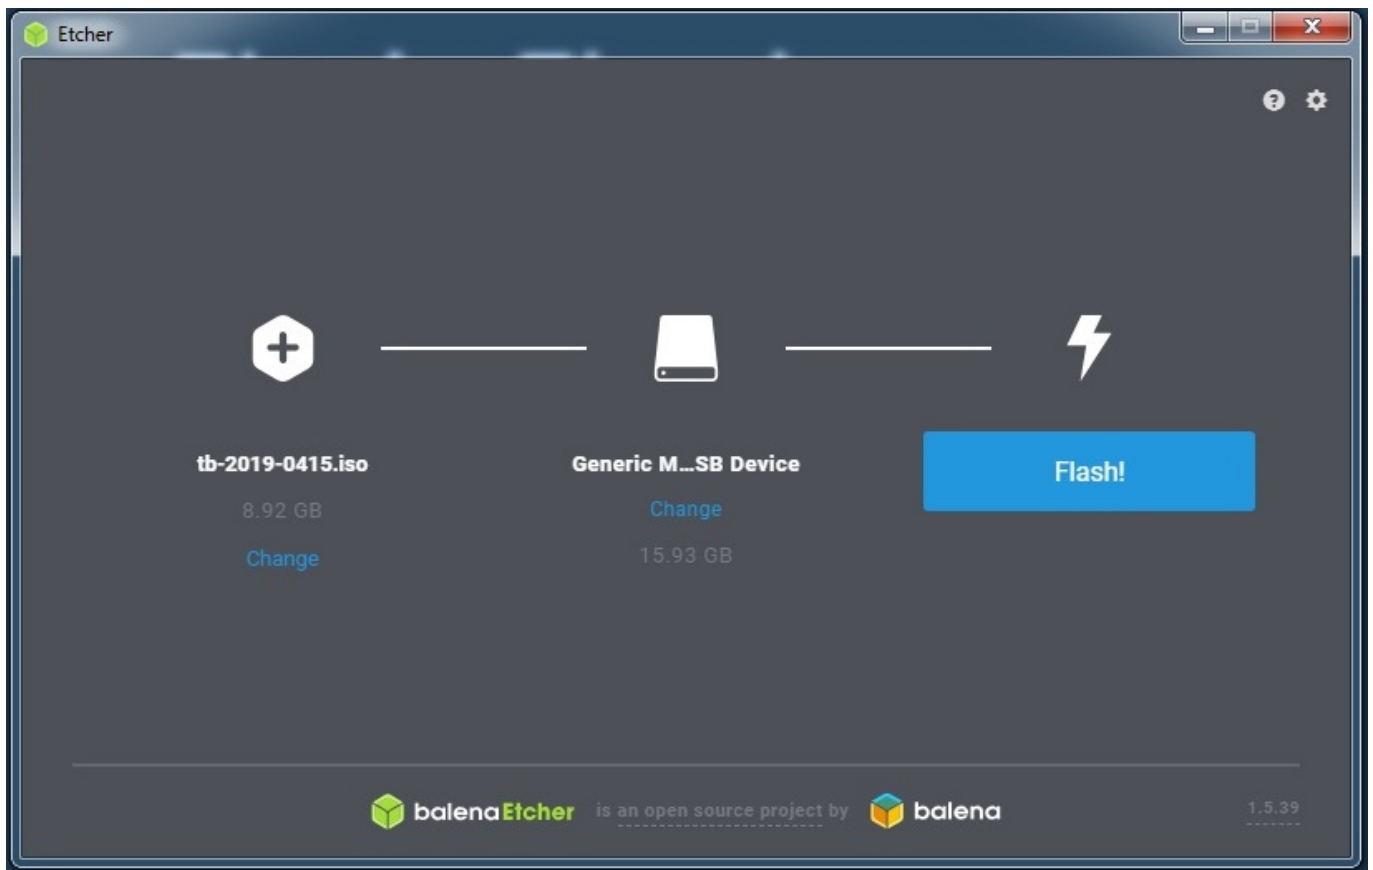 Etcher
tb-2019-0415.iso
8.92 GB
Change
Generic M...SB Device
Change
15.93 GB
Flash!
balenaEtcher is an open source project by balena
1.5.39